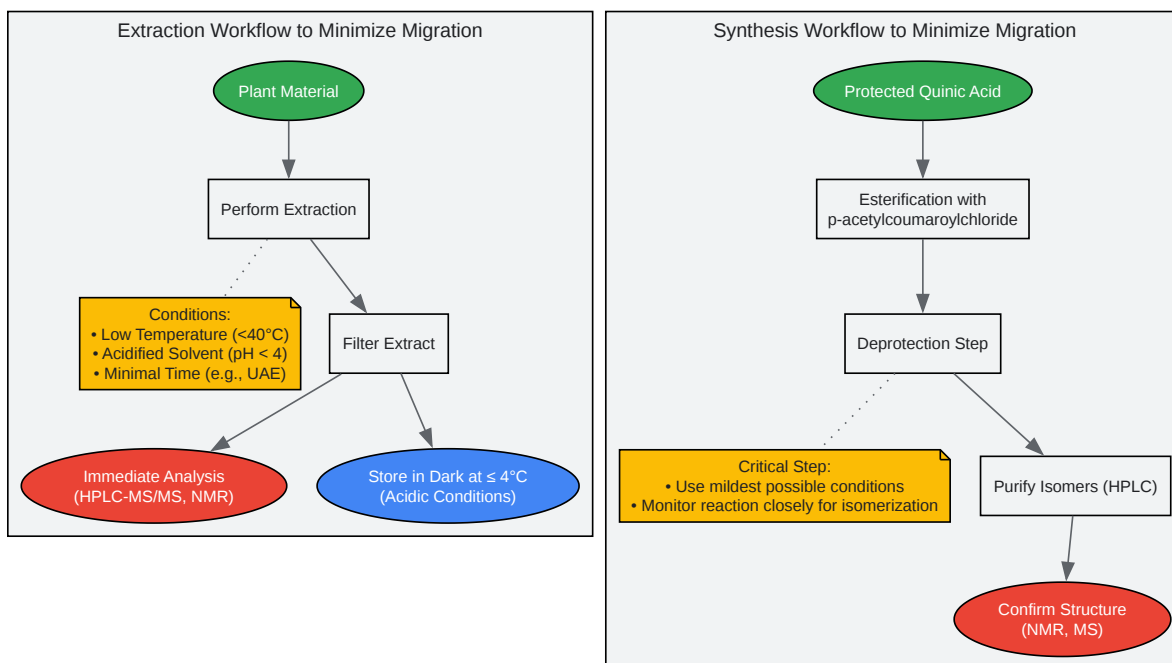 Extraction Workflow to Minimize Migration
Plant Material
Perform Extraction
Conditions:
• Low Temperature (<40°C)
• Acidified Solvent (pH < 4)
• Minimal Time (e.g., UAE)
Filter Extract
Immediate Analysis
(HPLC-MS/MS, NMR)
Store in Dark at ≤ 4°C
(Acidic Conditions)
Synthesis Workflow to Minimize Migration
Protected Quinic Acid
Esterification with
p-acetylcoumaroylchloride
Deprotection Step
Critical Step:
• Use mildest possible conditions
• Monitor reaction closely for isomerization
Purify Isomers (HPLC)
Confirm Structure
(NMR, MS)